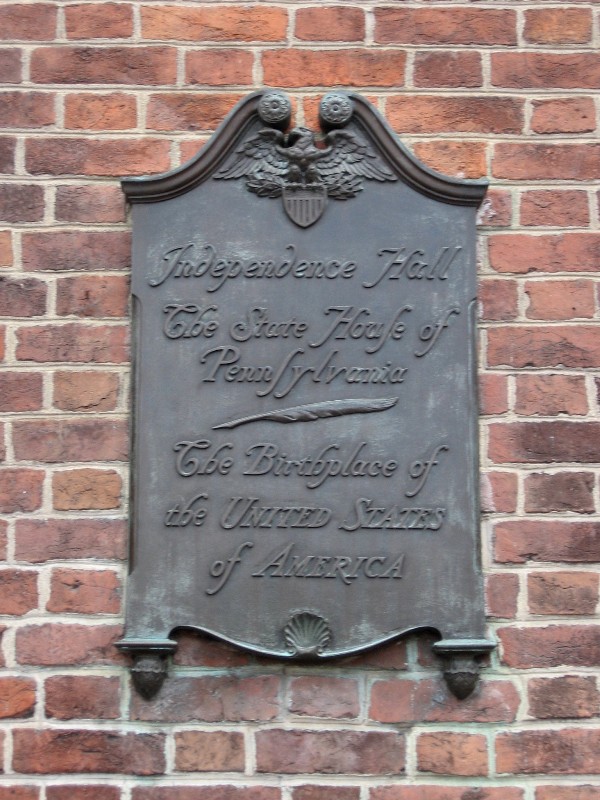 Independence Hall
The State Houſe of
Pennſylvania
The Birthplace of
the UNITED STATES
of AMERICA